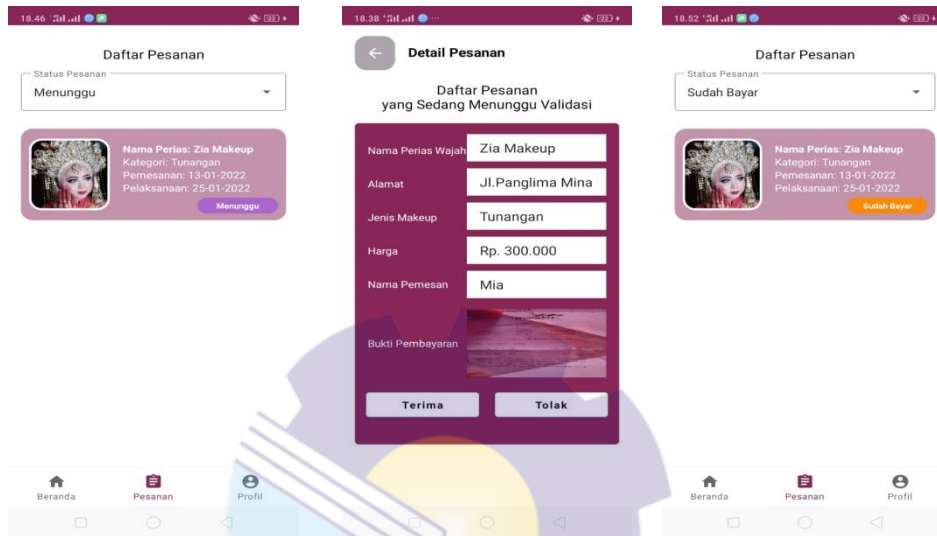 18.46
Daftar Pesanan
Status Pesanan
Menunggu
Nama Perias: Zia Makeup
Kategori: Tunangan
Pemesanan: 13-01-2022
Pelaksanaan: 25-01-2022
Menunggu
Beranda
Pesanan
Profil
18.38
Detail Pesanan
Daftar Pesanan
yang Sedang Menunggu Validasi
Nama Perias Wajah
Zia Makeup
Alamat
Jl.Panglima Mina
Jenis Makeup
Tunangan
Harga
Rp. 300.000
Nama Pemesan
Mia
Bukti Pembayaran
Terima
Tolak
18.52
Daftar Pesanan
Status Pesanan
Sudah Bayar
Nama Perias: Zia Makeup
Kategori: Tunangan
Pemesanan: 13-01-2022
Pelaksanaan: 25-01-2022
Sudah Bayar
Beranda
Pesanan
Profil